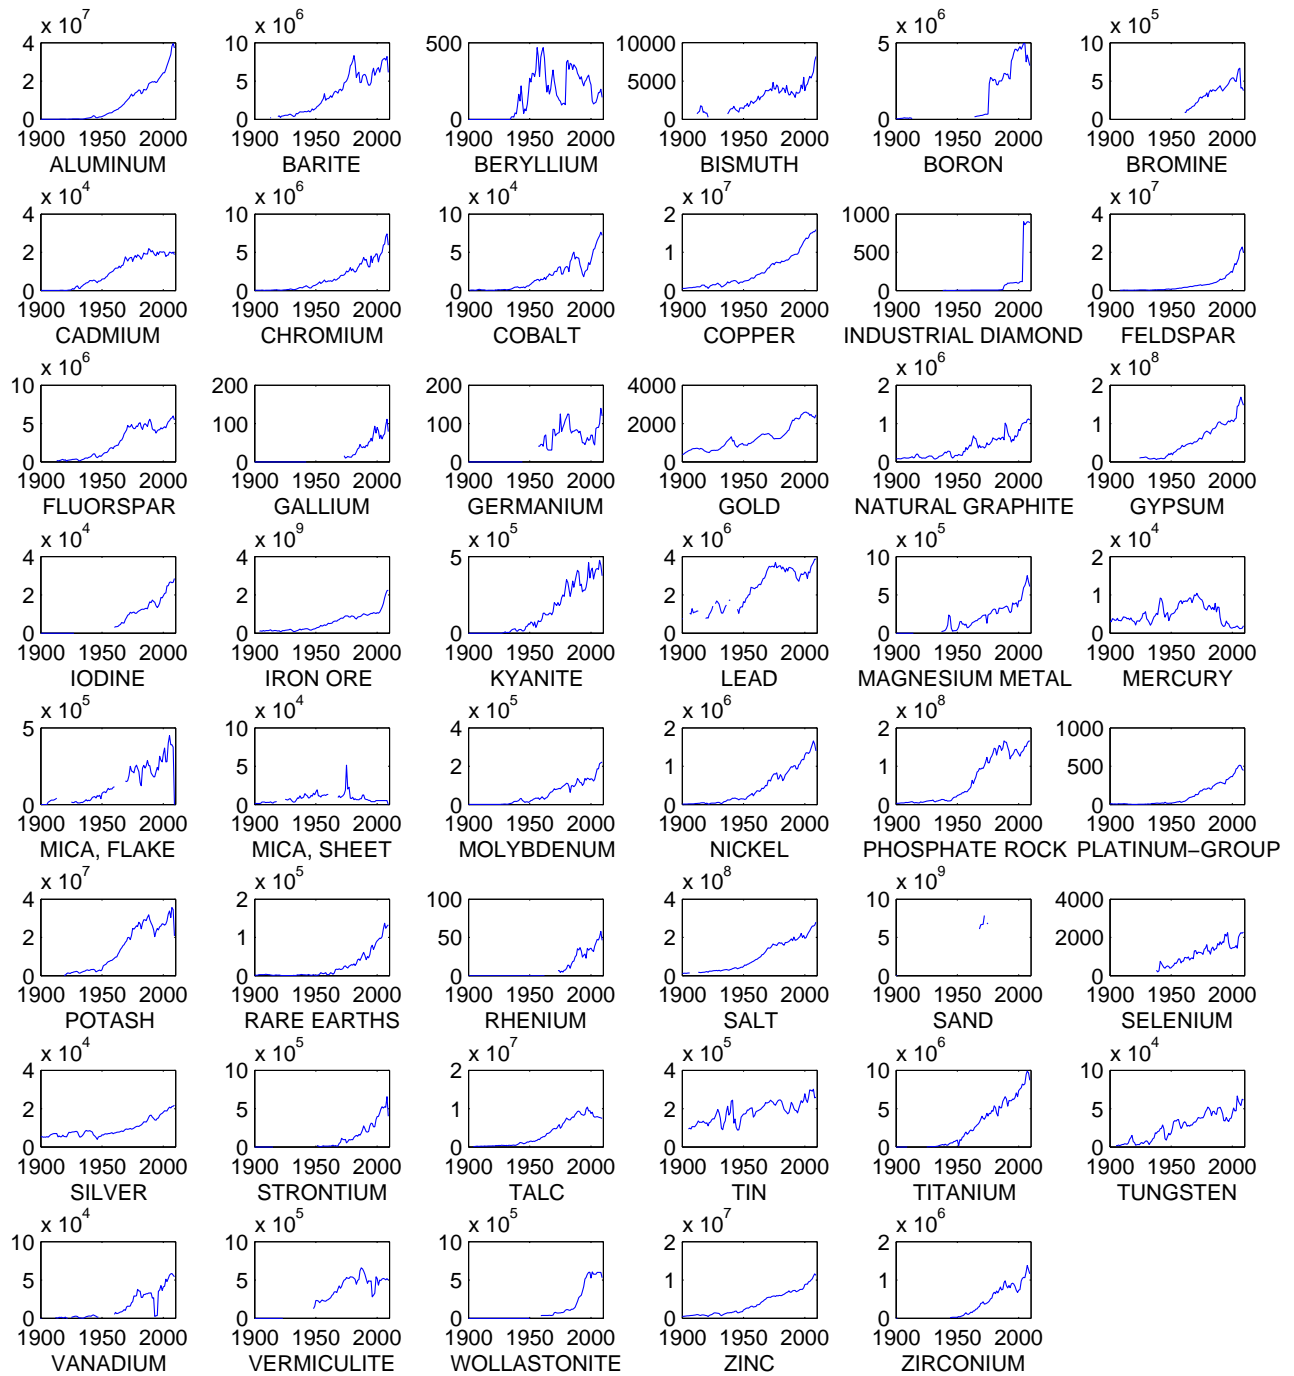 x 10^7 x 10^6 x 10^6 x 10^5
4 10 500 10000 5 10
2 5 5000 5
0 0 0 0 0 0
1900 1950 2000 1900 1950 2000 1900 1950 2000 1900 1950 2000 1900 1950 2000 1900 1950 2000
ALUMINUM BARITE BERYLLIUM BISMUTH BORON BROMINE
x 10^4 x 10^6 x 10^4 x 10^7 x 10^7
4 10 10 2 1000 4
2 5 5 1 500 2
0 0 0 0 0 0
1900 1950 2000 1900 1950 2000 1900 1950 2000 1900 1950 2000 1900 1950 2000 1900 1950 2000
CADMIUM CHROMIUM COBALT COPPER INDUSTRIAL DIAMOND FELDSPAR
x 10^6 x 10^6 x 10^8
10 200 200 4000 2 2
5 100 100 2000 1 1
0 0 0 0 0 0
1900 1950 2000 1900 1950 2000 1900 1950 2000 1900 1950 2000 1900 1950 2000 1900 1950 2000
FLUORSPAR GALLIUM GERMANIUM GOLD NATURAL GRAPHITE GYPSUM
x 10^4 x 10^9 x 10^5 x 10^6 x 10^5 x 10^4
4 4 5 4 10 2
2 2 2 5 1
0 0 0 0 0 0
1900 1950 2000 1900 1950 2000 1900 1950 2000 1900 1950 2000 1900 1950 2000 1900 1950 2000
IODINE IRON ORE KYANITE LEAD MAGNESIUM METAL MERCURY
x 10^5 x 10^4 x 10^5 x 10^6 x 10^8
5 10 4 4 2 1000
5 2 2 1 500
0 0 0 0 0 0
1900 1950 2000 1900 1950 2000 1900 1950 2000 1900 1950 2000 1900 1950 2000 1900 1950 2000
MICA, FLAKE MICA, SHEET MOLYBDENUM NICKEL PHOSPHATE ROCK PLATINUM−GROUP
x 10^7 x 10^5 x 10^8 x 10^9
4 2 100 4 10 4000
2 1 50 2 5 2000
0 0 0 0 0 0
1900 1950 2000 1900 1950 2000 1900 1950 2000 1900 1950 2000 1900 1950 2000 1900 1950 2000
POTASH RARE EARTHS RHENIUM SALT SAND SELENIUM
x 10^4 x 10^5 x 10^7 x 10^5 x 10^6 x 10^4
4 10 2 4 10 10
2 5 1 2 5 5
0 0 0 0 0 0
1900 1950 2000 1900 1950 2000 1900 1950 2000 1900 1950 2000 1900 1950 2000 1900 1950 2000
SILVER STRONTIUM TALC TIN TITANIUM TUNGSTEN
x 10^4 x 10^5 x 10^5 x 10^7 x 10^6
10 10 10 2 2
5 5 5 1 1
0 0 0 0 0
1900 1950 2000 1900 1950 2000 1900 1950 2000 1900 1950 2000 1900 1950 2000
VANADIUM VERMICULITE WOLLASTONITE ZINC ZIRCONIUM